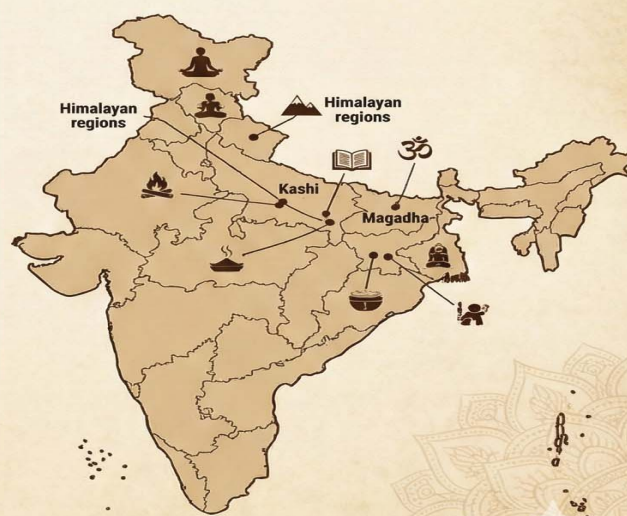 Himalayan
regions
Himalayan
regions
Kashi
Magadha
ॐ